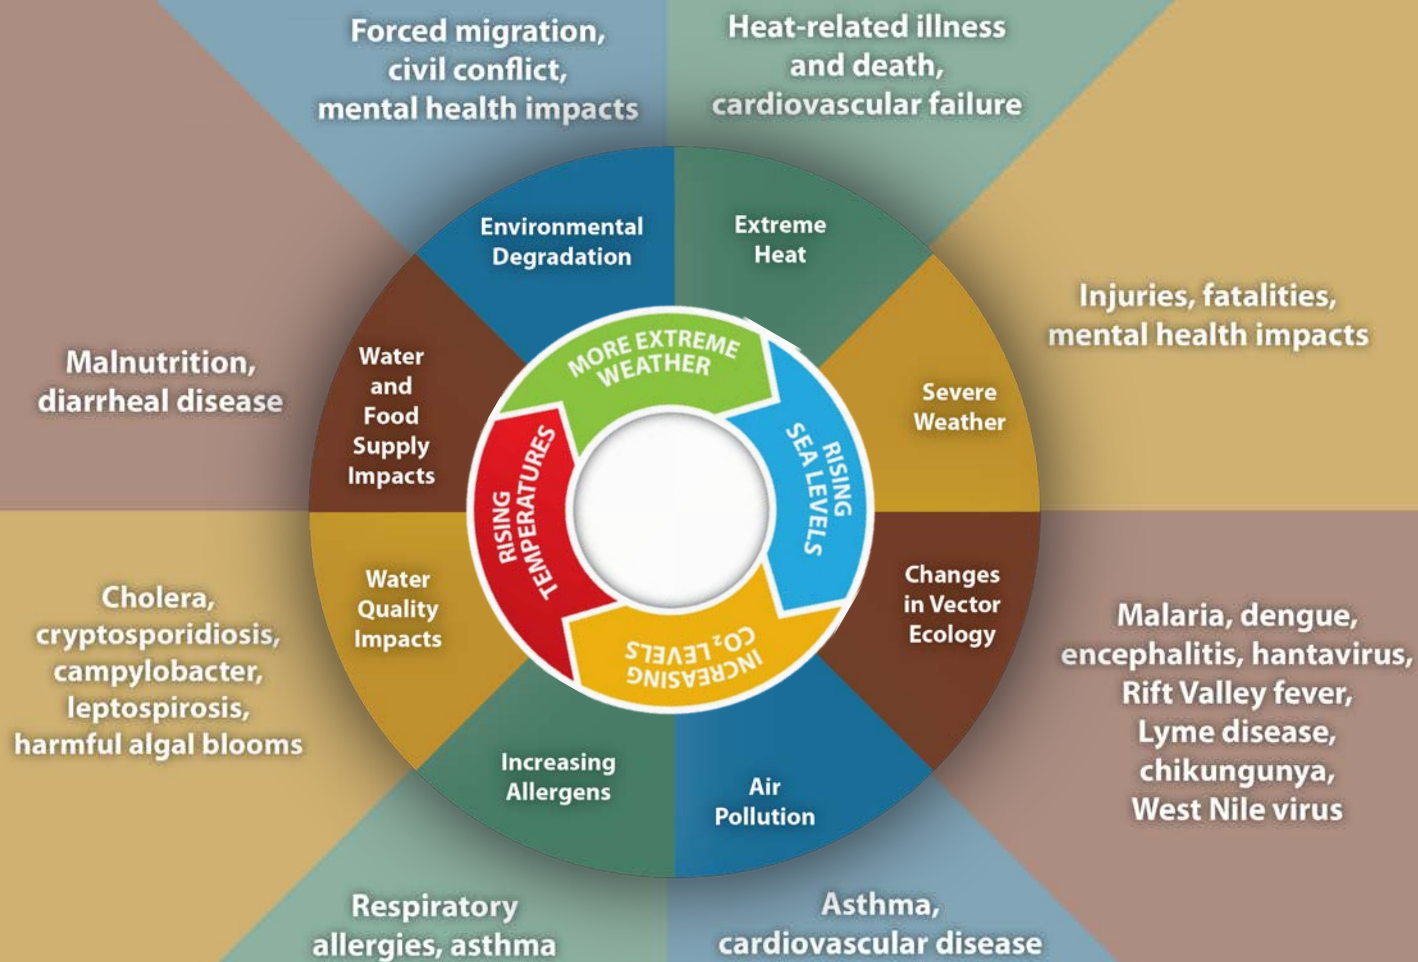 Forced migration,
civil conflict,
mental health impacts
Heat-related illness
and death,
cardiovascular failure
Environmental
Degradation
Extreme
Heat
Injuries, fatalities,
mental health impacts
Malnutrition,
diarrheal disease
Water
and
Food
Supply
Impacts
Severe
Weather
MORE EXTREME
WEATHER
RISING
SEA LEVELS
INCREASING
CO₂ LEVELS
RISING
TEMPERATURES
Water
Quality
Impacts
Changes
in Vector
Ecology
Cholera,
cryptosporidiosis,
campylobacter,
leptospirosis,
harmful algal blooms
Malaria, dengue,
encephalitis, hantavirus,
Rift Valley fever,
Lyme disease,
chikungunya,
West Nile virus
Increasing
Allergens
Air
Pollution
Respiratory
allergies, asthma
Asthma,
cardiovascular disease